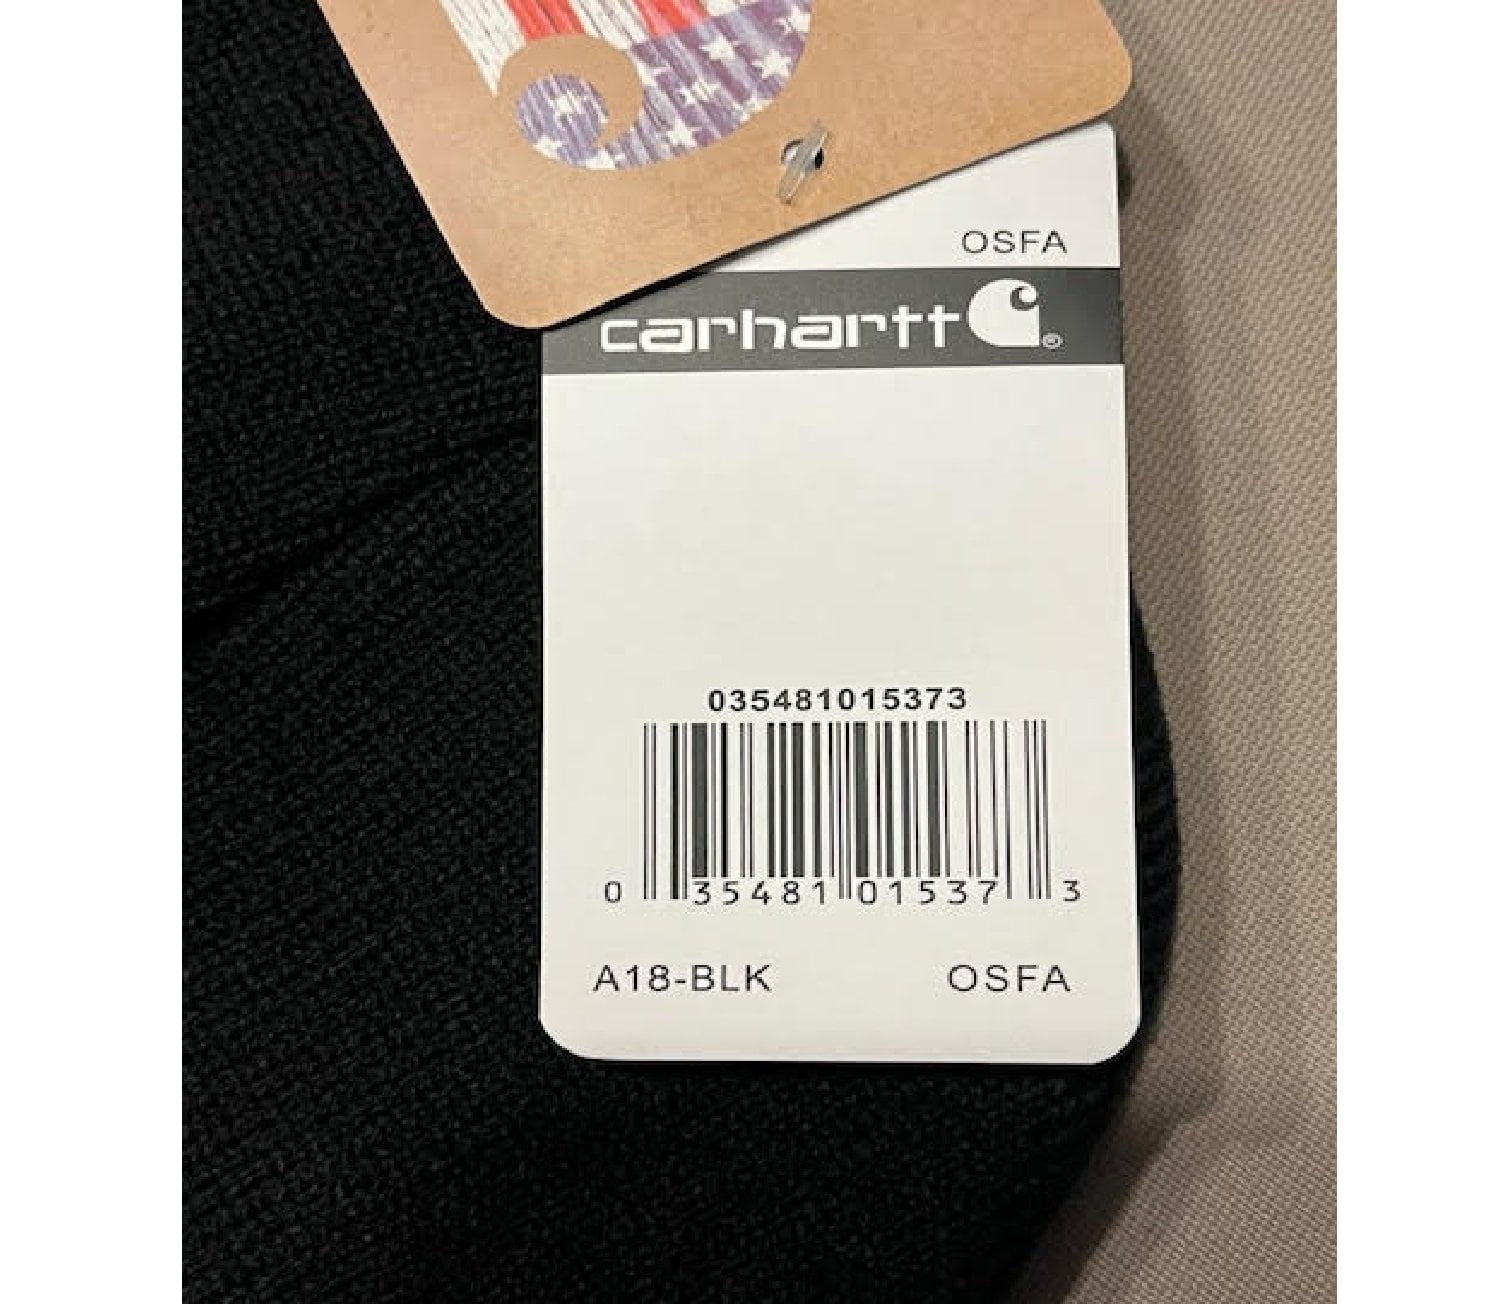 OSFA
carhartt ®
035481015373
0 35481 01537 3
A18-BLK OSFA